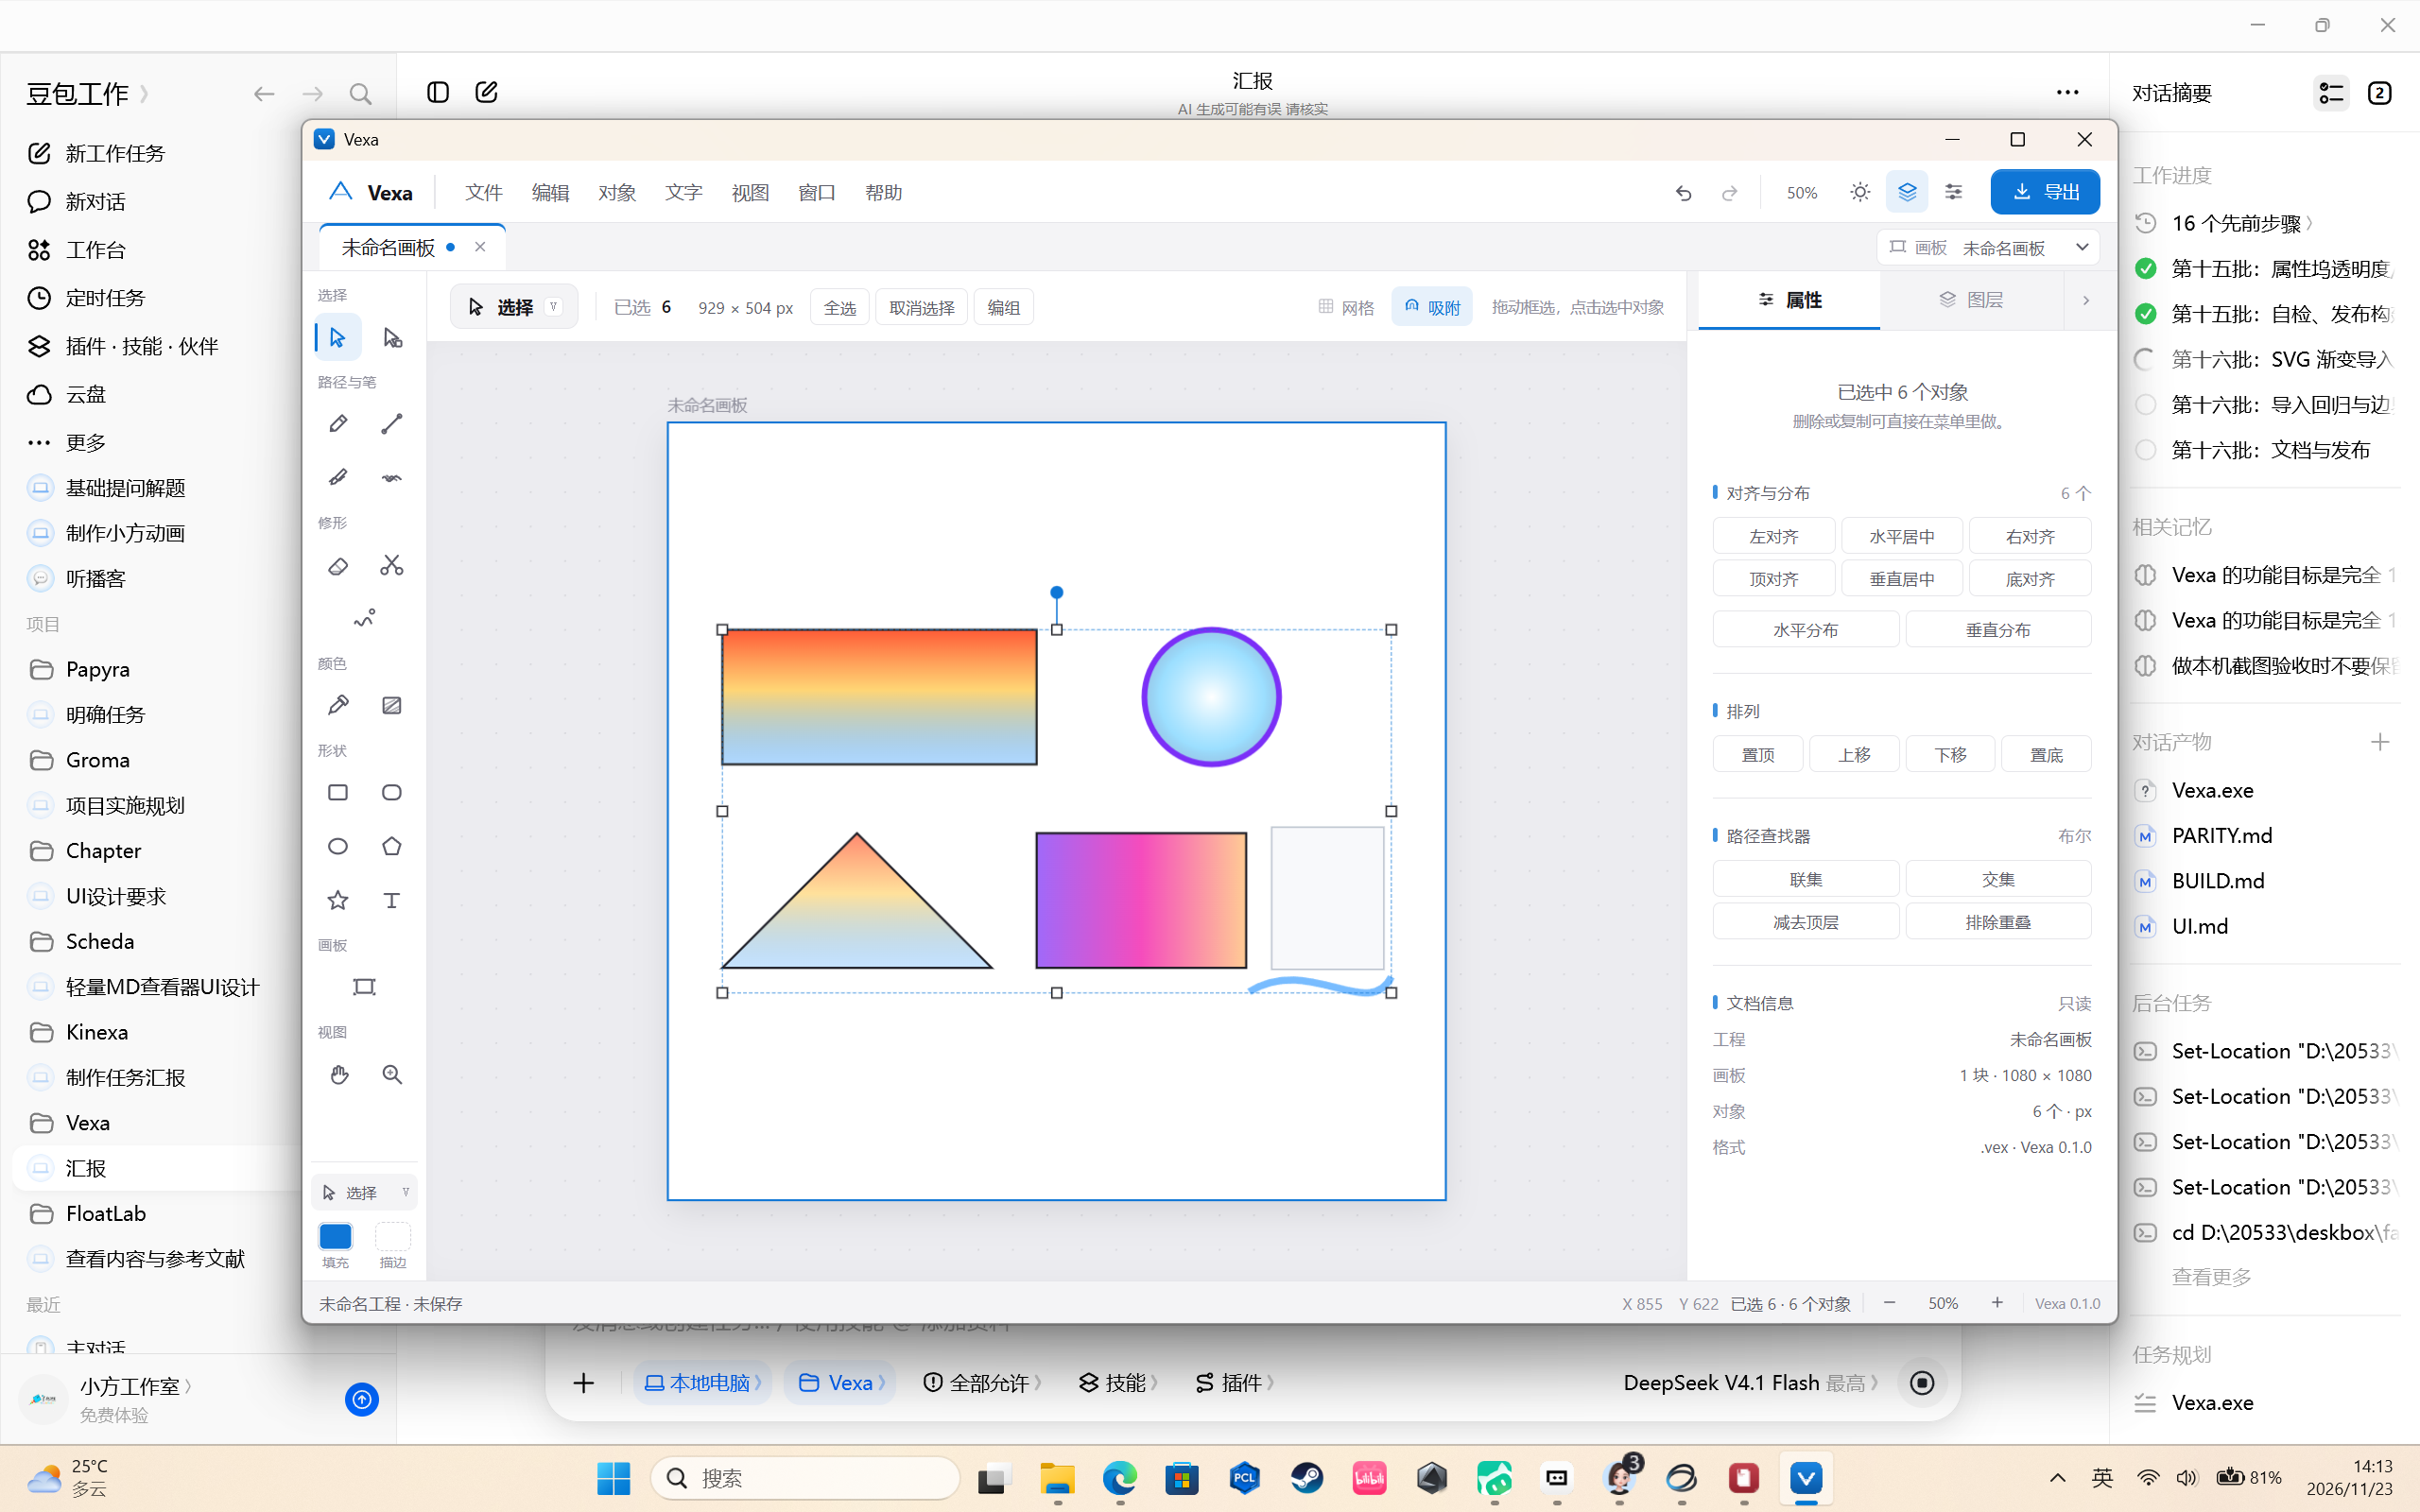 豆包工作
新工作任务
新对话
工作台
定时任务
插件 · 技能 · 伙伴
云盘
更多
基础提问解题
制作小方动画
听播客
项目
Papyra
明确任务
Groma
项目实施规划
Chapter
UI设计要求
Scheda
轻量MD查看器UI设计
Kinexa
制作任务汇报
Vexa
汇报
FloatLab
查看内容与参考文献
最近
主对话
小方工作室
免费体验
汇报
AI 生成可能有误 请核实
Vexa
Vexa 文件 编辑 对象 文字 视图 窗口 帮助 50% 导出
未命名画板 画板 未命名画板
选择 已选 6 929 × 504 px 全选 取消选择 编组 网格 吸附 拖动框选，点击选中对象
选择
路径与笔
修形
颜色
形状
画板
视图
选择
填充 描边
未命名画板
属性 图层
已选中 6 个对象
删除或复制可直接在菜单里做。
对齐与分布 6 个
左对齐 水平居中 右对齐
顶对齐 垂直居中 底对齐
水平分布 垂直分布
排列
置顶 上移 下移 置底
路径查找器 布尔
联集 交集
减去顶层 排除重叠
文档信息 只读
工程 未命名画板
画板 1 块 · 1080 × 1080
对象 6 个 · px
格式 .vex · Vexa 0.1.0
未命名工程 · 未保存 X 855 Y 622 已选 6 · 6 个对象 50% Vexa 0.1.0
本地电脑 Vexa 全部允许 技能 插件 DeepSeek V4.1 Flash 最高
对话摘要 2
工作进度
16 个先前步骤
第十五批：属性坞透明度
第十五批：自检、发布构
第十六批：SVG 渐变导入
第十六批：导入回归与边
第十六批：文档与发布
相关记忆
Vexa 的功能目标是完全 1
Vexa 的功能目标是完全 1
做本机截图验收时不要保
对话产物
Vexa.exe
PARITY.md
BUILD.md
UI.md
后台任务
Set-Location "D:\20533\
Set-Location "D:\20533\
Set-Location "D:\20533\
Set-Location "D:\20533\
cd D:\20533\deskbox\fa
查看更多
任务规划
Vexa.exe
25°C
多云
搜索
PCL
bilibili
3
英
81%
14:13
2026/11/23